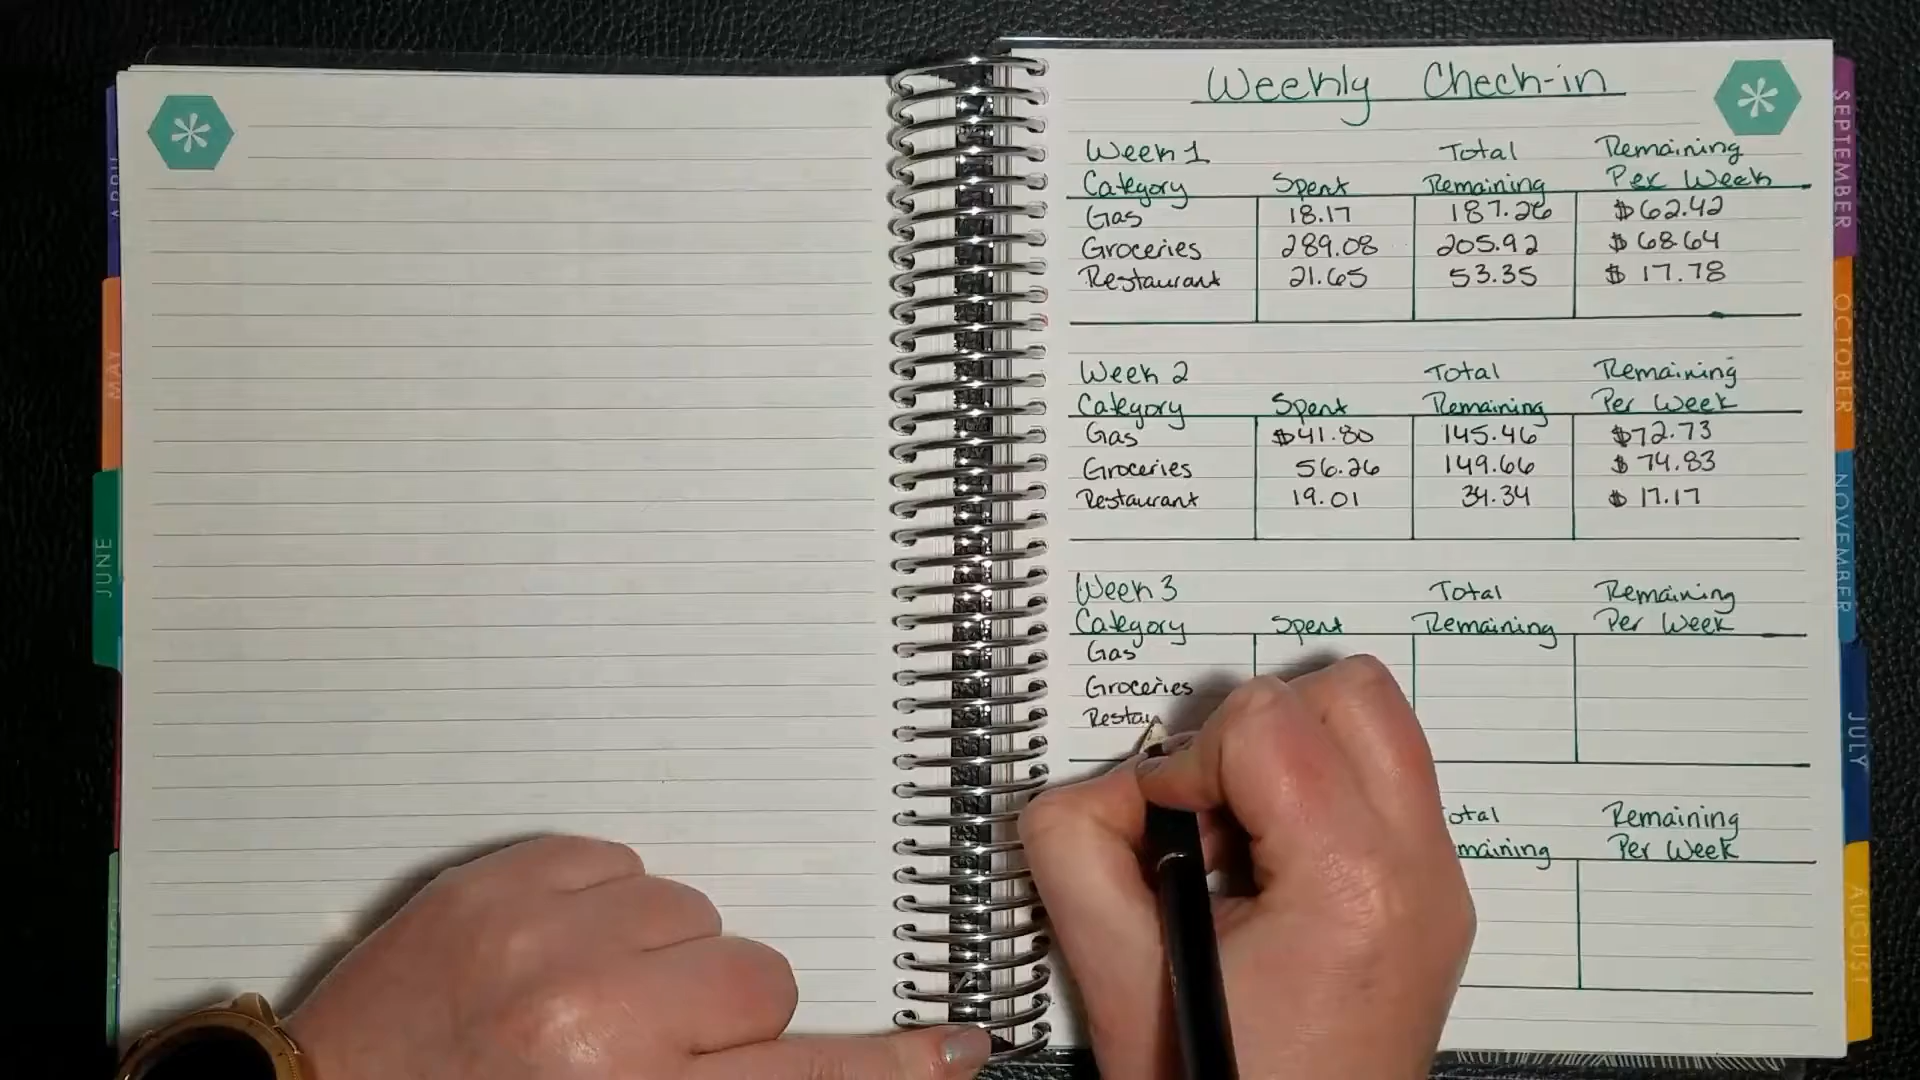 Weekly Check-in
Week 1 Total Remaining
Category Spent Remaining Per Week
Gas 18.17 187.26 $62.42
Groceries 289.08 205.92 $68.64
Restaurant 21.65 53.35 $17.78
Week 2 Total Remaining
Category Spent Remaining Per Week
Gas $41.80 145.46 $72.73
Groceries 56.26 149.66 $74.83
Restaurant 19.01 34.34 $17.17
Week 3 Total Remaining
Category Spent Remaining Per Week
Gas
Groceries
Restau
otal Remaining
maining Per Week
APRIL
MAY
JUNE
SEPTEMBER
OCTOBER
NOVEMBER
JULY
AUGUST